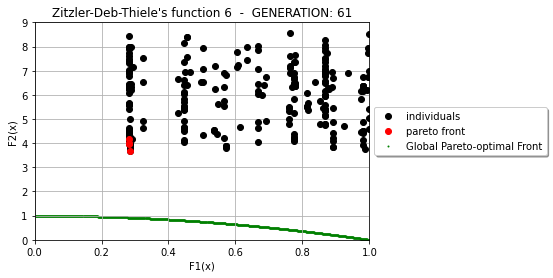 Zitzler-Deb-Thiele's function 6  -  GENERATION: 61
9
8
7
6
5
4
3
2
1
0
F2(x)
0.0 0.2 0.4 0.6 0.8 1.0
F1(x)
individuals
pareto front
Global Pareto-optimal Front